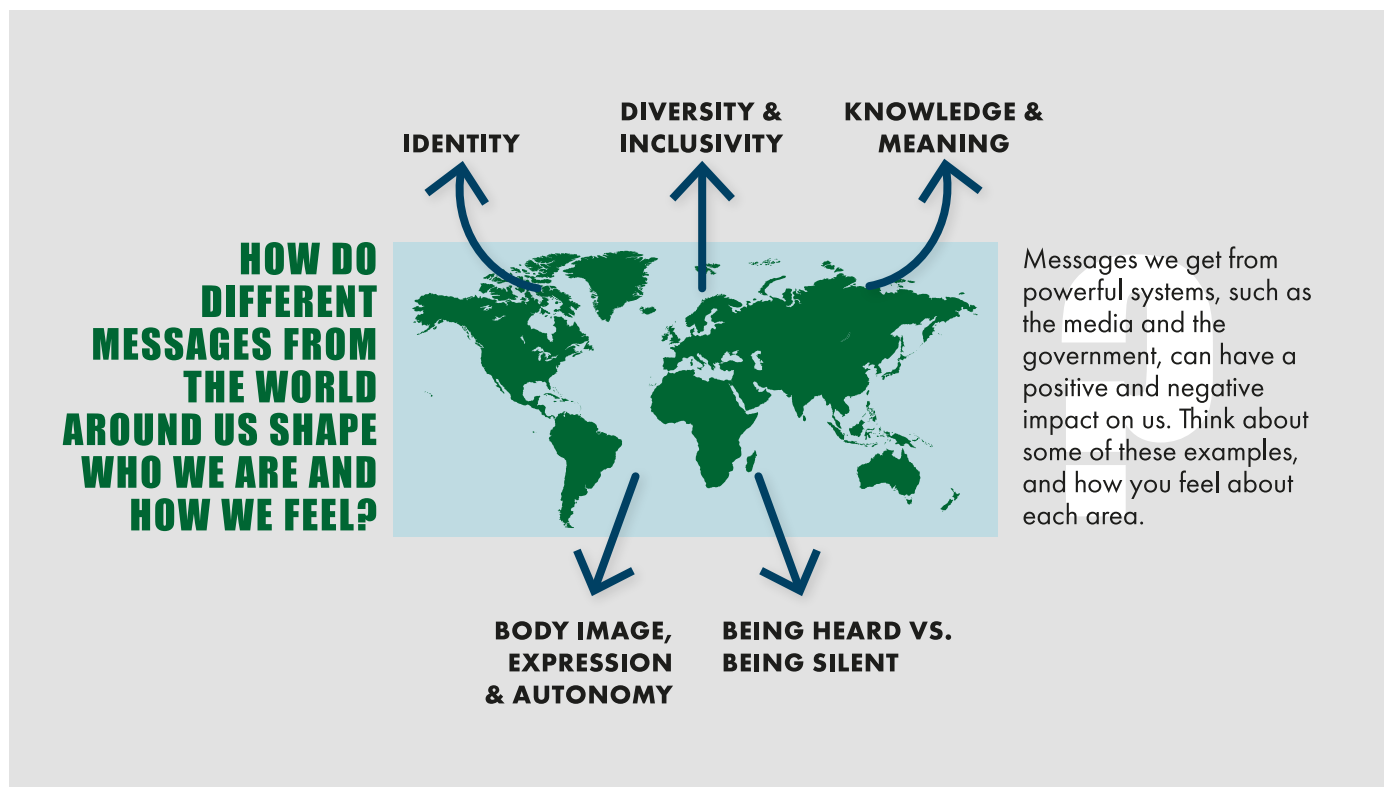 IDENTITY
DIVERSITY &
INCLUSIVITY
KNOWLEDGE &
MEANING
HOW DO
DIFFERENT
MESSAGES FROM
THE WORLD
AROUND US SHAPE
WHO WE ARE AND
HOW WE FEEL?
Messages we get from
powerful systems, such as
the media and the
government, can have a
positive and negative
impact on us. Think about
some of these examples,
and how you feel about
each area.
?
BODY IMAGE,
EXPRESSION
& AUTONOMY
BEING HEARD VS.
BEING SILENT